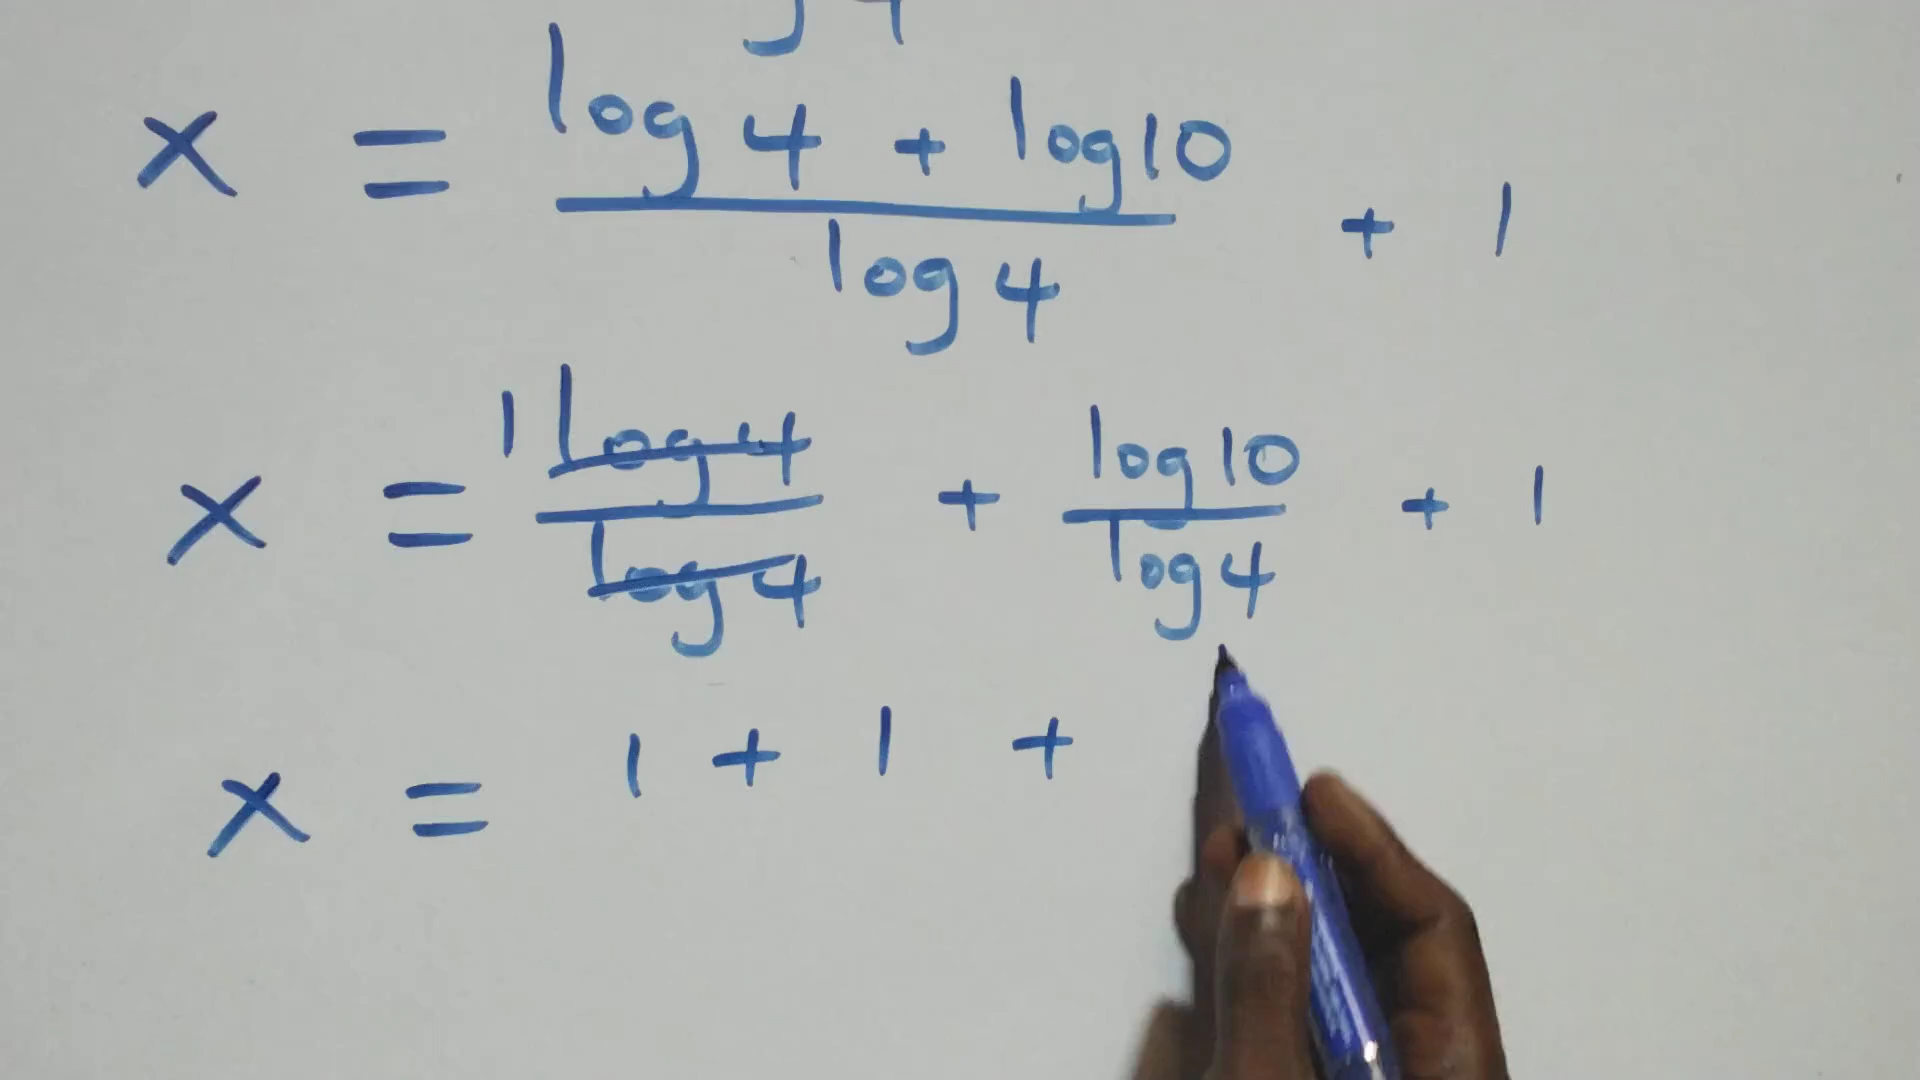 x = log 4 + log 10 / log 4 + 1
x = 1 log 4 / log 4 + log 10 / log 4 + 1
x = 1 + 1 +